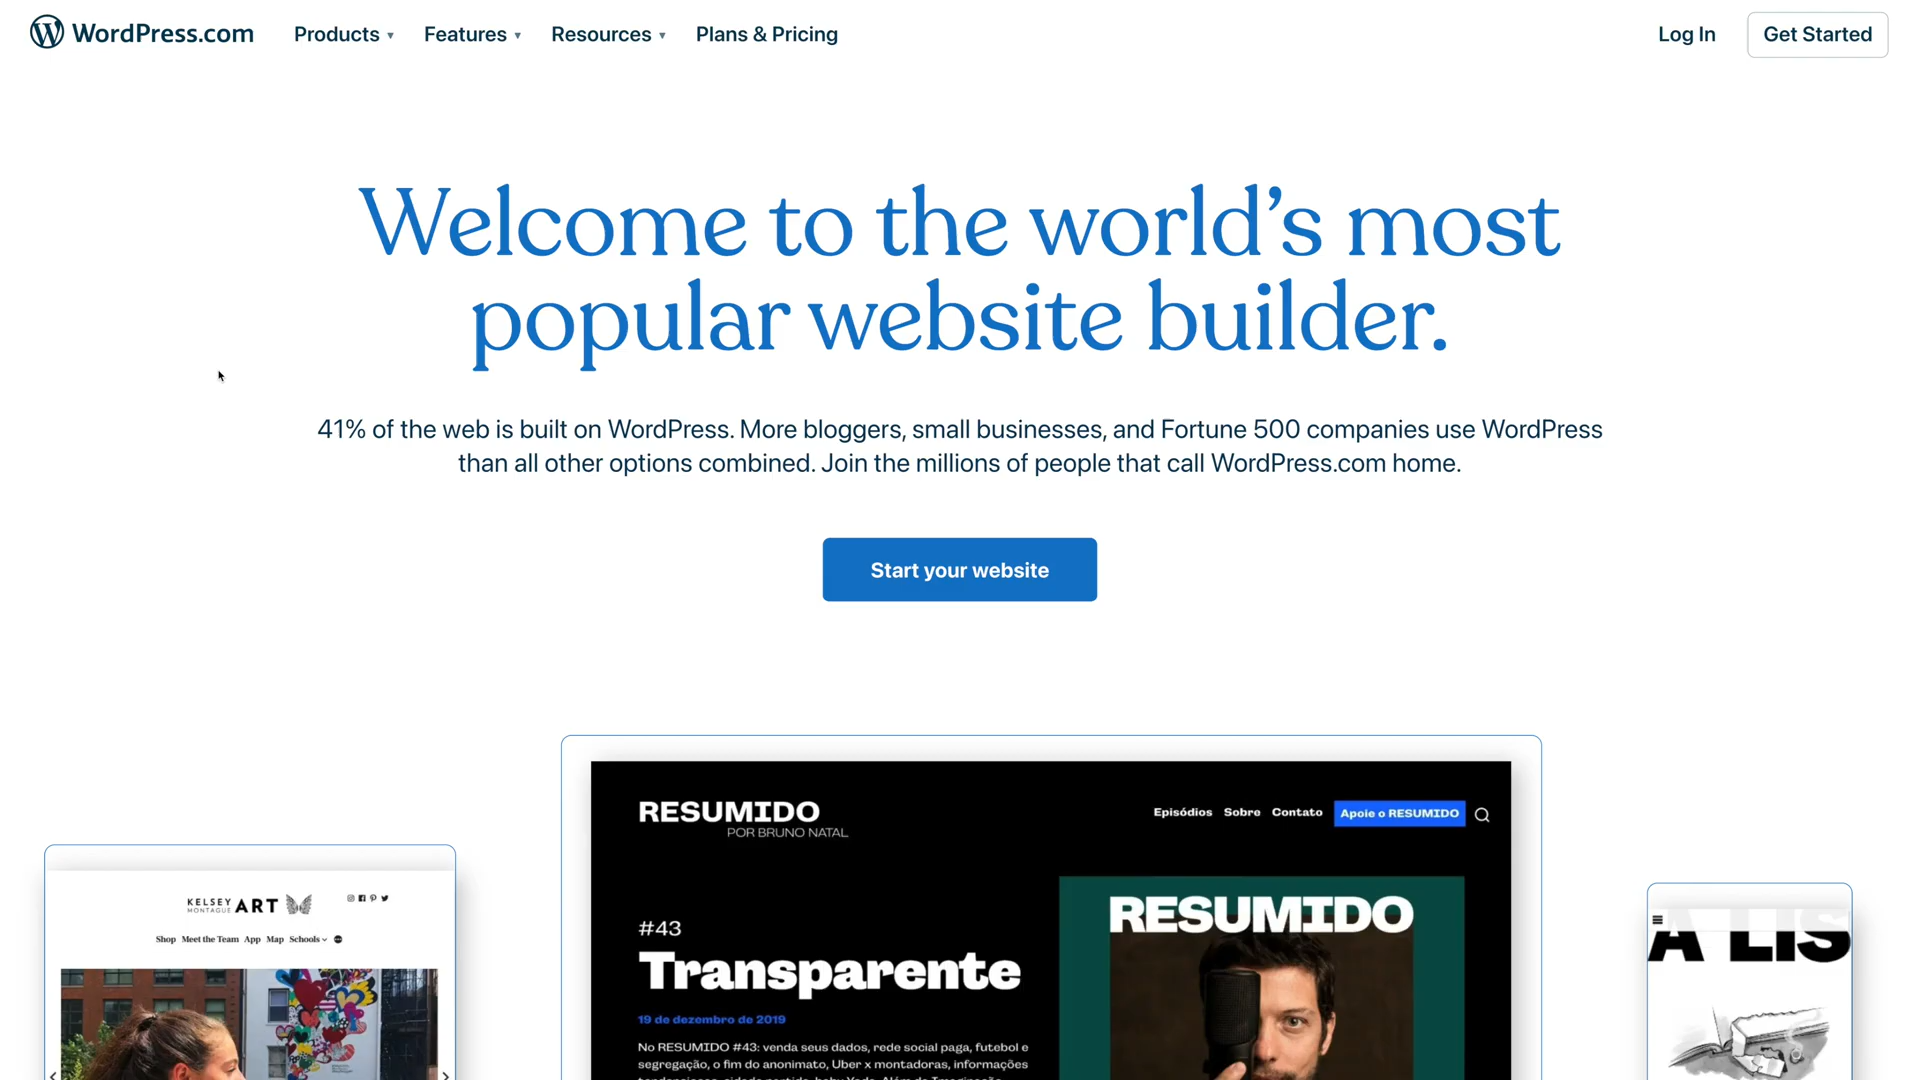 WordPress.com
Products ▾
Features ▾
Resources ▾
Plans & Pricing
Log In
Get Started
Welcome to the world’s most
popular website builder.
41% of the web is built on WordPress. More bloggers, small businesses, and Fortune 500 companies use WordPress
than all other options combined. Join the millions of people that call WordPress.com home.
Start your website
RESUMIDO
POR BRUNO NATAL
Episódios Sobre Contato Apoie o RESUMIDO
#43
Transparente
19 de dezembro de 2019
No RESUMIDO #43: venda seus dados, rede social paga, futebol e
segregação, o fim do anonimato, Uber x montadoras, informações
RESUMIDO
KELSEY
MONTAGUE
ART
Shop Meet the Team App Map Schools
A LIS